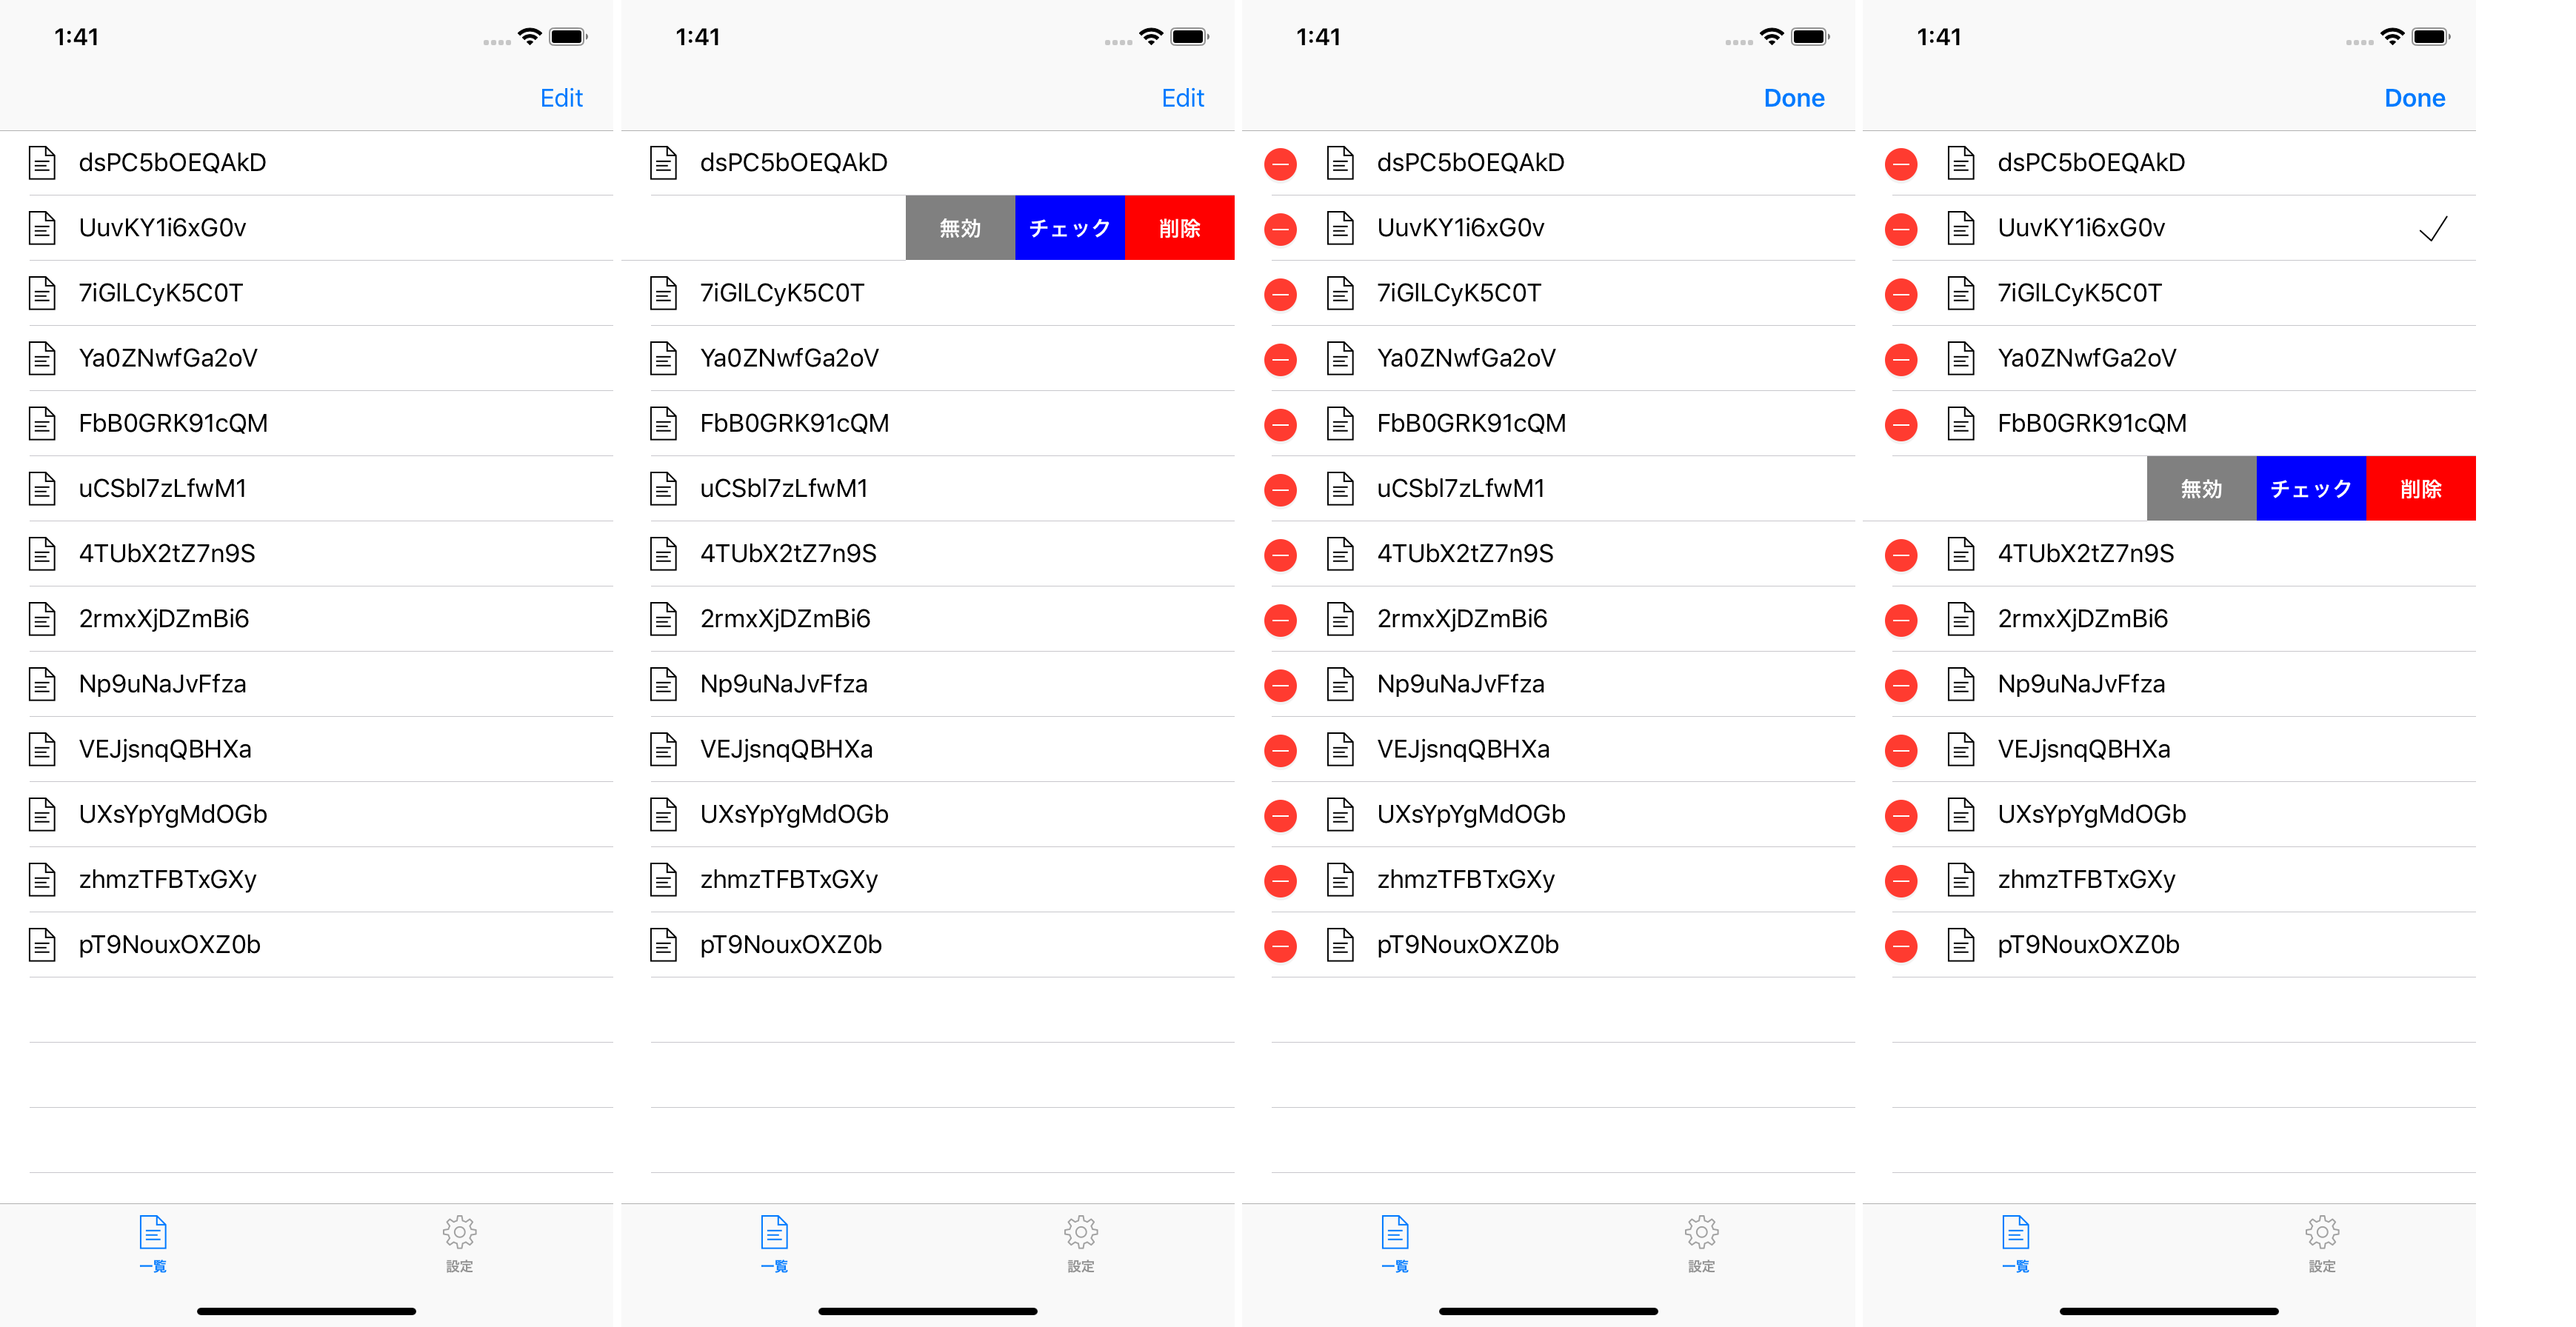 1:41
Edit
dsPC5bOEQAkD
UuvKY1i6xG0v
7iGlLCyK5C0T
Ya0ZNwfGa2oV
FbB0GRK91cQM
uCSbl7zLfwM1
4TUbX2tZ7n9S
2rmxXjDZmBi6
Np9uNaJvFfza
VEJjsnqQBHXa
UXsYpYgMdOGb
zhmzTFBTxGXy
pT9NouxOXZ0b
一覧 設定
1:41
Edit
dsPC5bOEQAkD
無効 チェック 削除
7iGlLCyK5C0T
Ya0ZNwfGa2oV
FbB0GRK91cQM
uCSbl7zLfwM1
4TUbX2tZ7n9S
2rmxXjDZmBi6
Np9uNaJvFfza
VEJjsnqQBHXa
UXsYpYgMdOGb
zhmzTFBTxGXy
pT9NouxOXZ0b
一覧 設定
1:41
Done
dsPC5bOEQAkD
UuvKY1i6xG0v
7iGlLCyK5C0T
Ya0ZNwfGa2oV
FbB0GRK91cQM
uCSbl7zLfwM1
4TUbX2tZ7n9S
2rmxXjDZmBi6
Np9uNaJvFfza
VEJjsnqQBHXa
UXsYpYgMdOGb
zhmzTFBTxGXy
pT9NouxOXZ0b
一覧 設定
1:41
Done
dsPC5bOEQAkD
UuvKY1i6xG0v
7iGlLCyK5C0T
Ya0ZNwfGa2oV
FbB0GRK91cQM
無効 チェック 削除
4TUbX2tZ7n9S
2rmxXjDZmBi6
Np9uNaJvFfza
VEJjsnqQBHXa
UXsYpYgMdOGb
zhmzTFBTxGXy
pT9NouxOXZ0b
一覧 設定